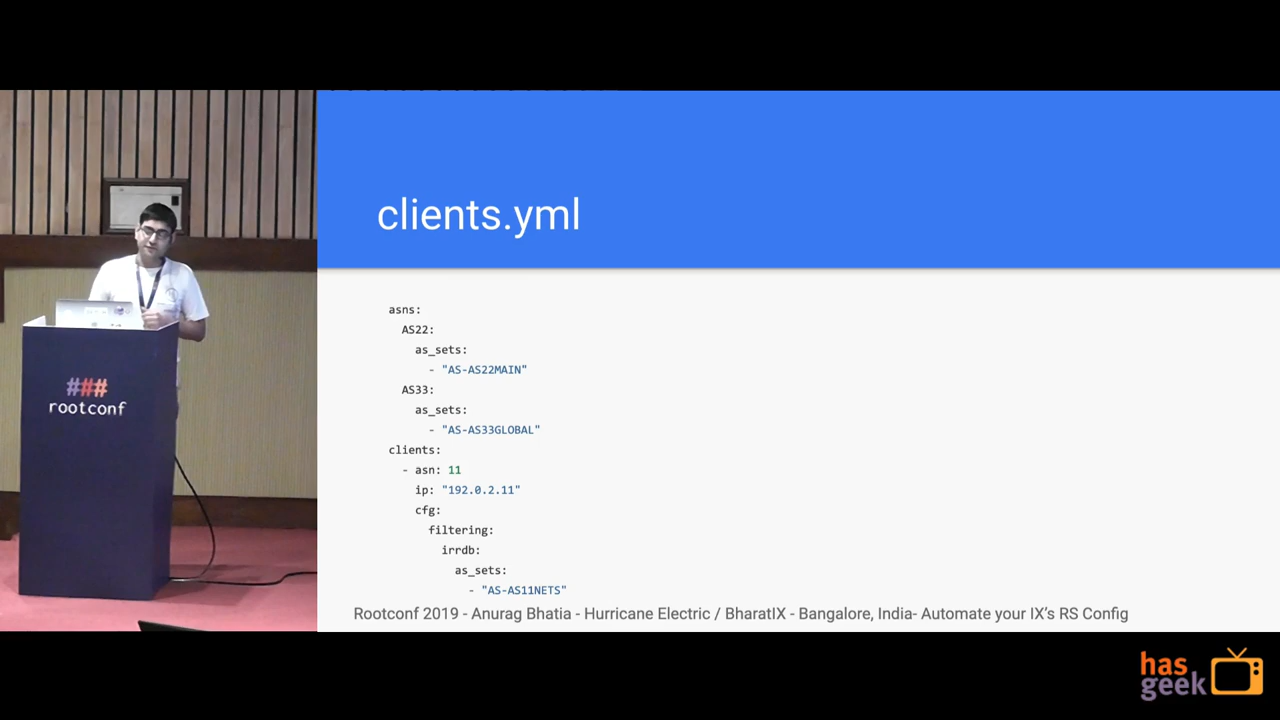 clients.yml
asns:
AS22:
as_sets:
- "AS-AS22MAIN"
AS33:
as_sets:
- "AS-AS33GLOBAL"
clients:
- asn: 11
ip: "192.0.2.11"
cfg:
filtering:
irrdb:
as_sets:
- "AS-AS11NETS"
Rootconf 2019 - Anurag Bhatia - Hurricane Electric / BharatIX - Bangalore, India- Automate your IX’s RS Config
###
rootconf
has
geek